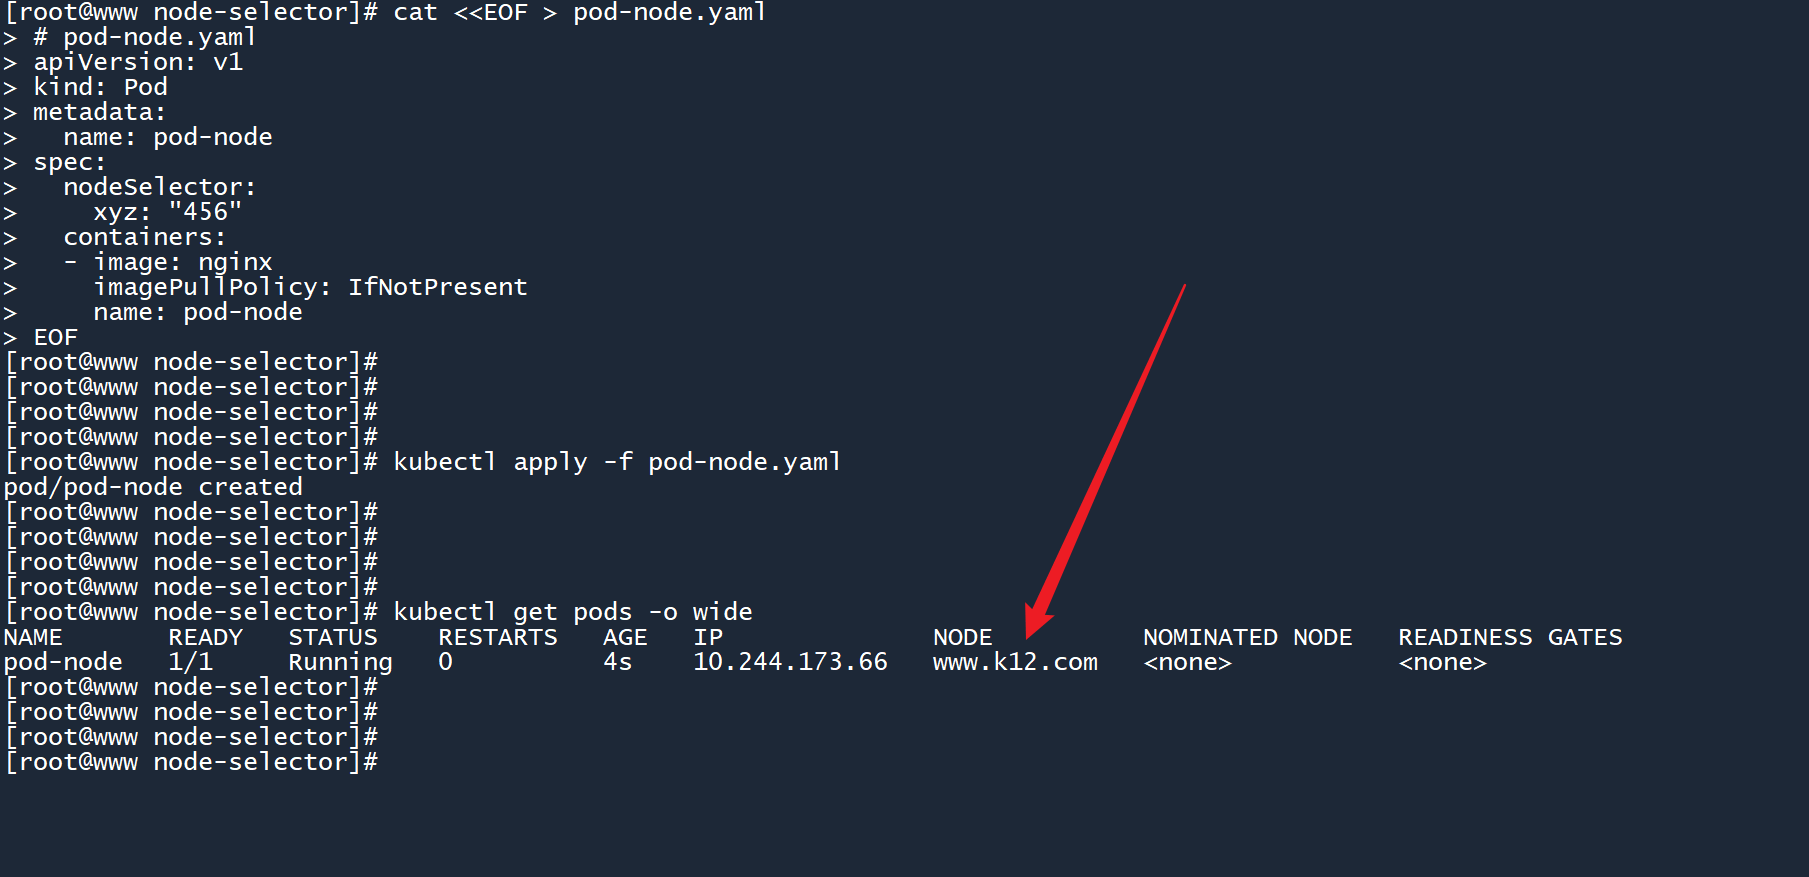 [root@www node-selector]# cat <<EOF > pod-node.yaml
> # pod-node.yaml
> apiVersion: v1
> kind: Pod
> metadata:
>   name: pod-node
> spec:
>   nodeSelector:
>     xyz: "456"
>   containers:
>   - image: nginx
>     imagePullPolicy: IfNotPresent
>     name: pod-node
> EOF
[root@www node-selector]#
[root@www node-selector]#
[root@www node-selector]#
[root@www node-selector]#
[root@www node-selector]# kubectl apply -f pod-node.yaml
pod/pod-node created
[root@www node-selector]#
[root@www node-selector]#
[root@www node-selector]#
[root@www node-selector]#
[root@www node-selector]# kubectl get pods -o wide
NAME       READY   STATUS    RESTARTS   AGE   IP              NODE          NOMINATED NODE   READINESS GATES
pod-node   1/1     Running   0          4s    10.244.173.66   www.k12.com   <none>           <none>
[root@www node-selector]#
[root@www node-selector]#
[root@www node-selector]#
[root@www node-selector]#